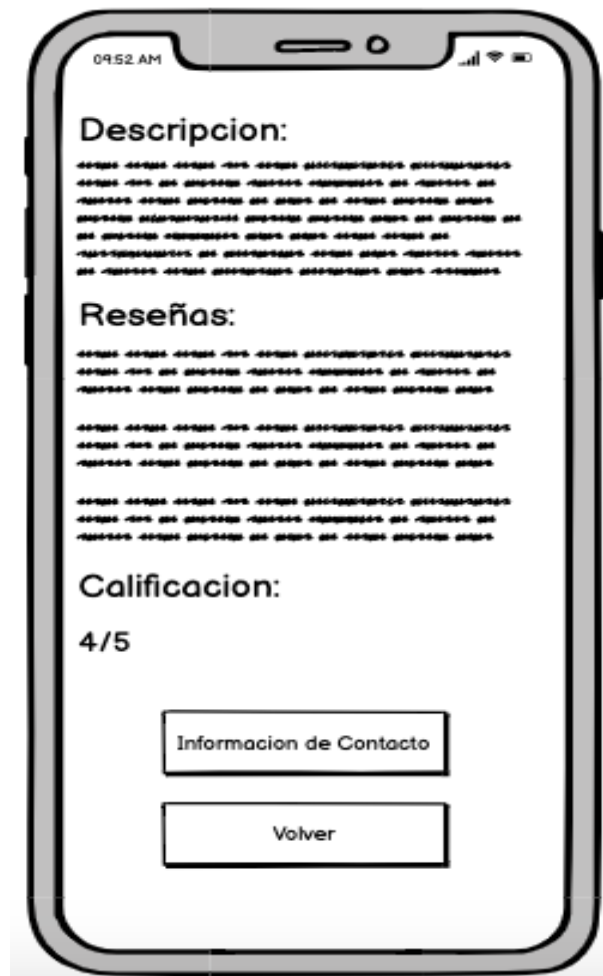 09:52 AM
Descripcion:
Reseñas:
Calificacion:
4/5
Informacion de Contacto
Volver